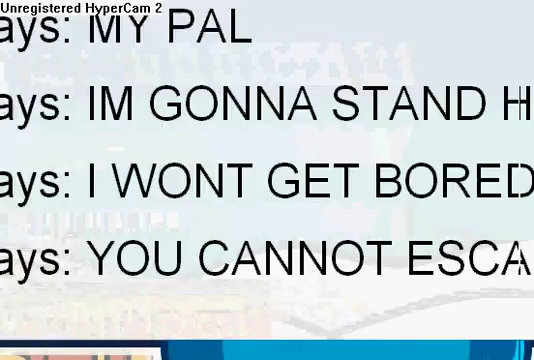 Unregistered HyperCam 2
ays: MY PAL
ays: IM GONNA STAND H
ays: I WONT GET BORED
ays: YOU CANNOT ESCA